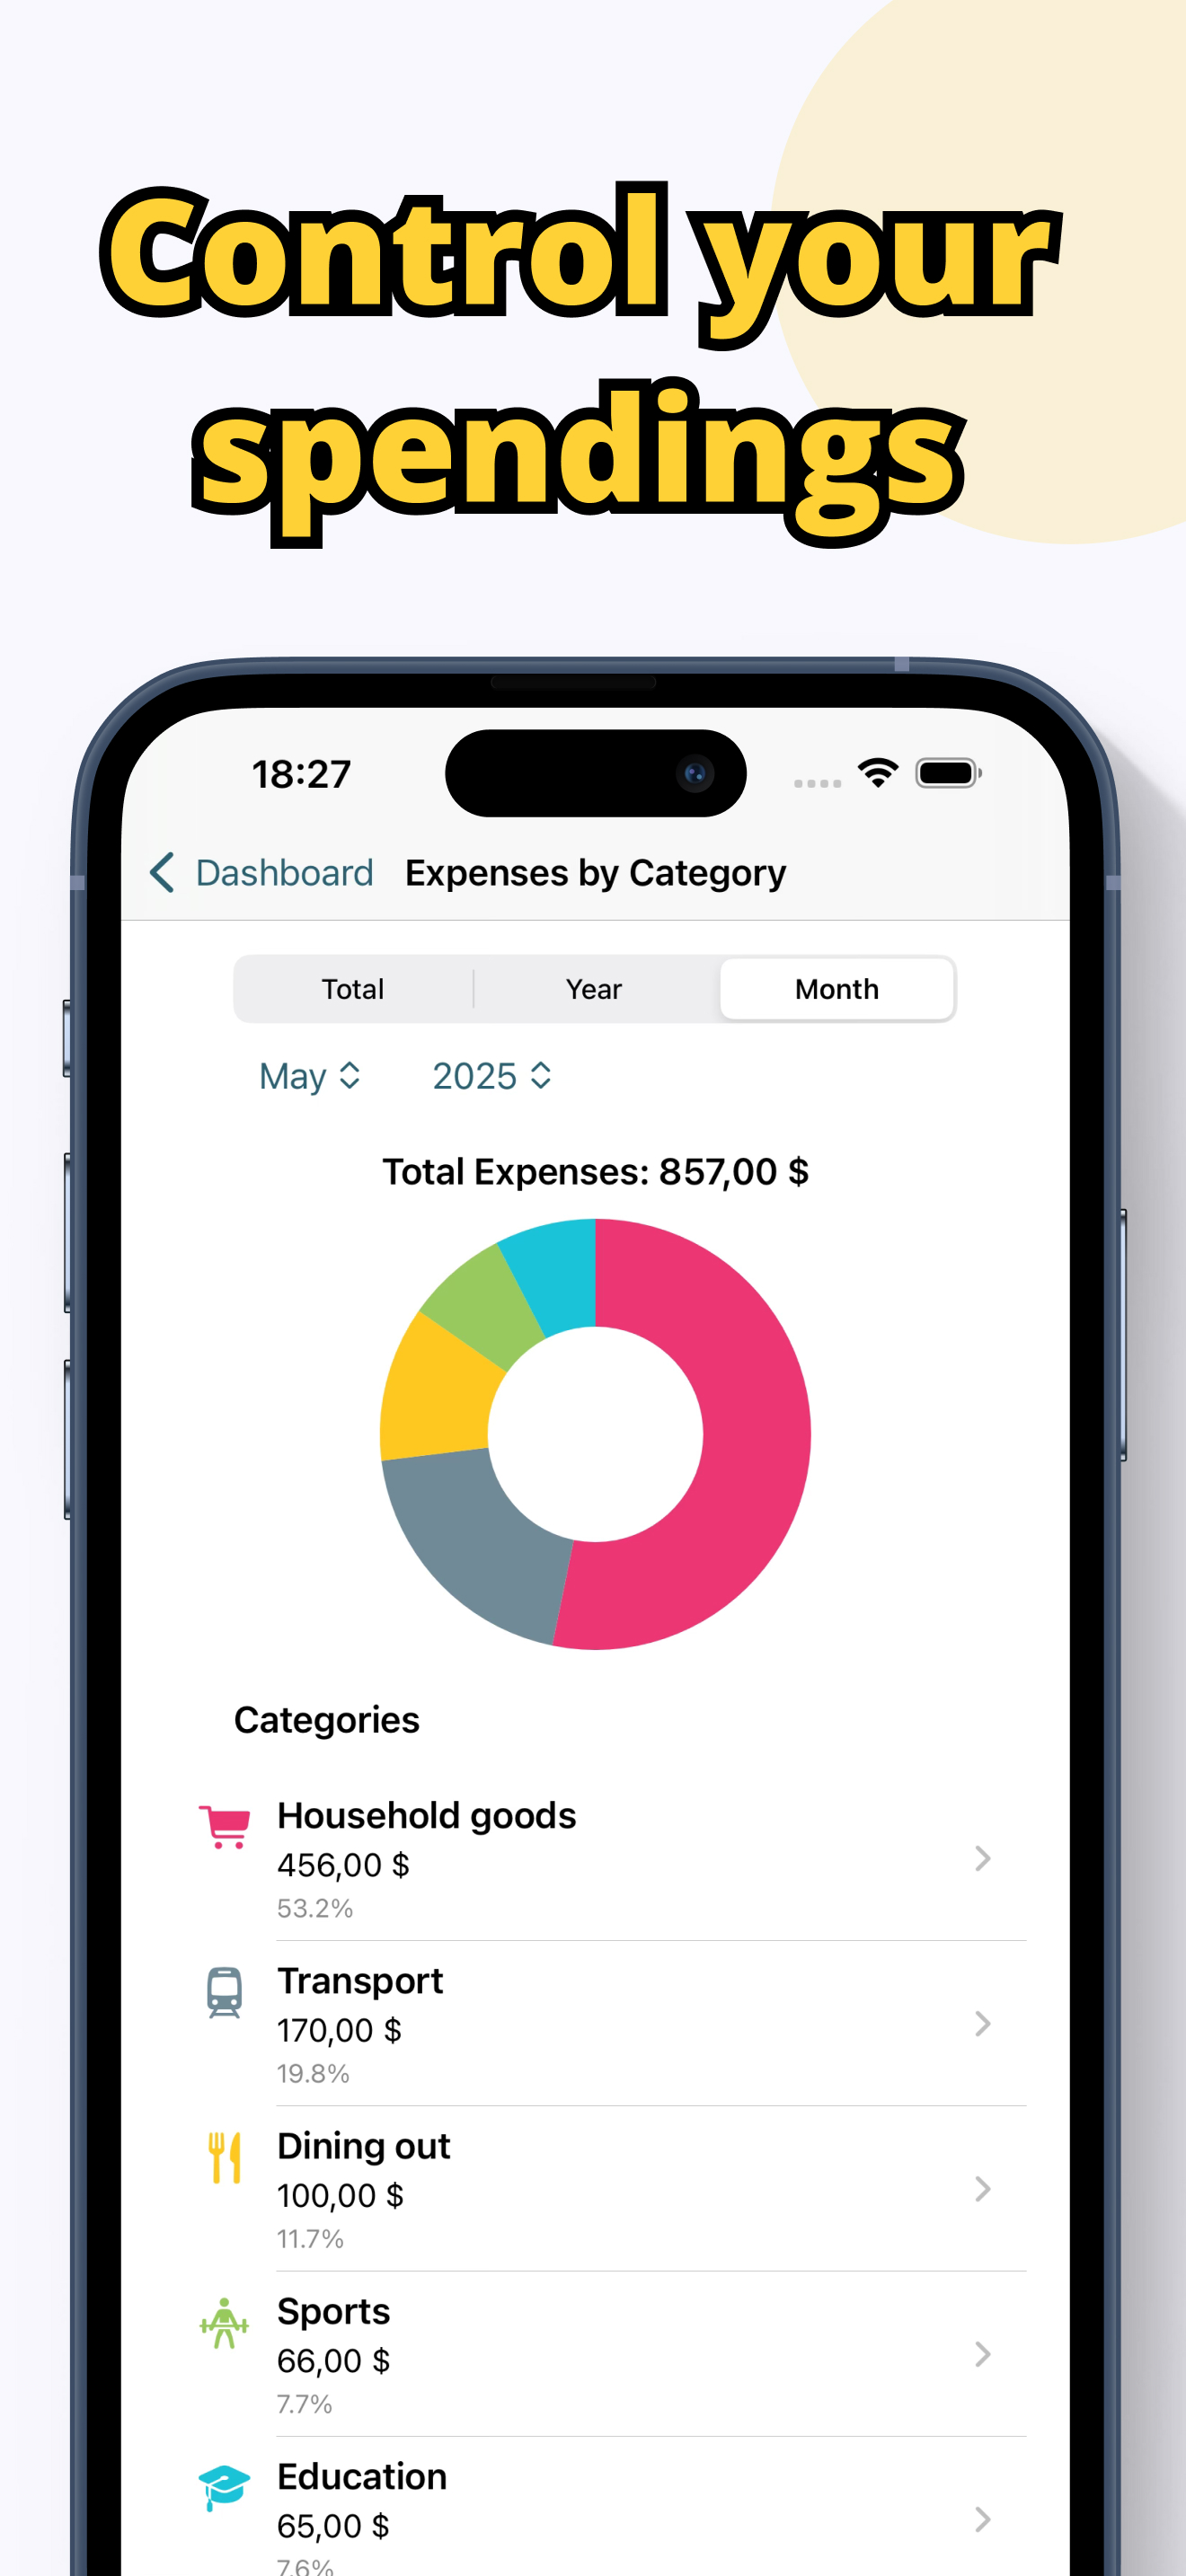 Control your
spendings
18:27
Dashboard Expenses by Category
Total Year Month
May 2025
Total Expenses: 857,00 $
Categories
Household goods
456,00 $
53.2%
Transport
170,00 $
19.8%
Dining out
100,00 $
11.7%
Sports
66,00 $
7.7%
Education
65,00 $
7.6%